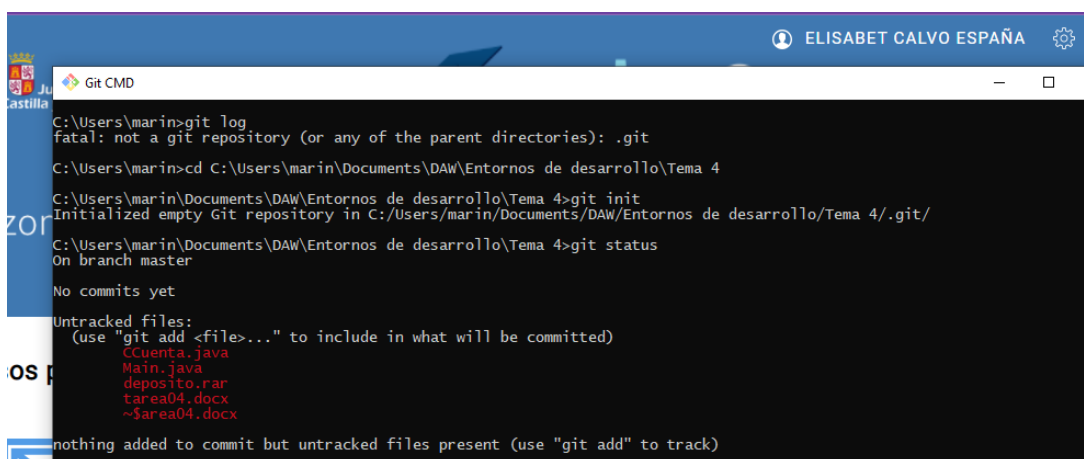 ELISABET CALVO ESPAÑA
Ju
Castilla
zor
os p
Git CMD
C:\Users\marin>git log
fatal: not a git repository (or any of the parent directories): .git
C:\Users\marin>cd C:\Users\marin\Documents\DAW\Entornos de desarrollo\Tema 4
C:\Users\marin\Documents\DAW\Entornos de desarrollo\Tema 4>git init
Initialized empty Git repository in C:/Users/marin/Documents/DAW/Entornos de desarrollo/Tema 4/.git/
C:\Users\marin\Documents\DAW\Entornos de desarrollo\Tema 4>git status
On branch master
No commits yet
Untracked files:
(use "git add <file>..." to include in what will be committed)
CCuenta.java
Main.java
deposito.rar
tarea04.docx
~$area04.docx
nothing added to commit but untracked files present (use "git add" to track)